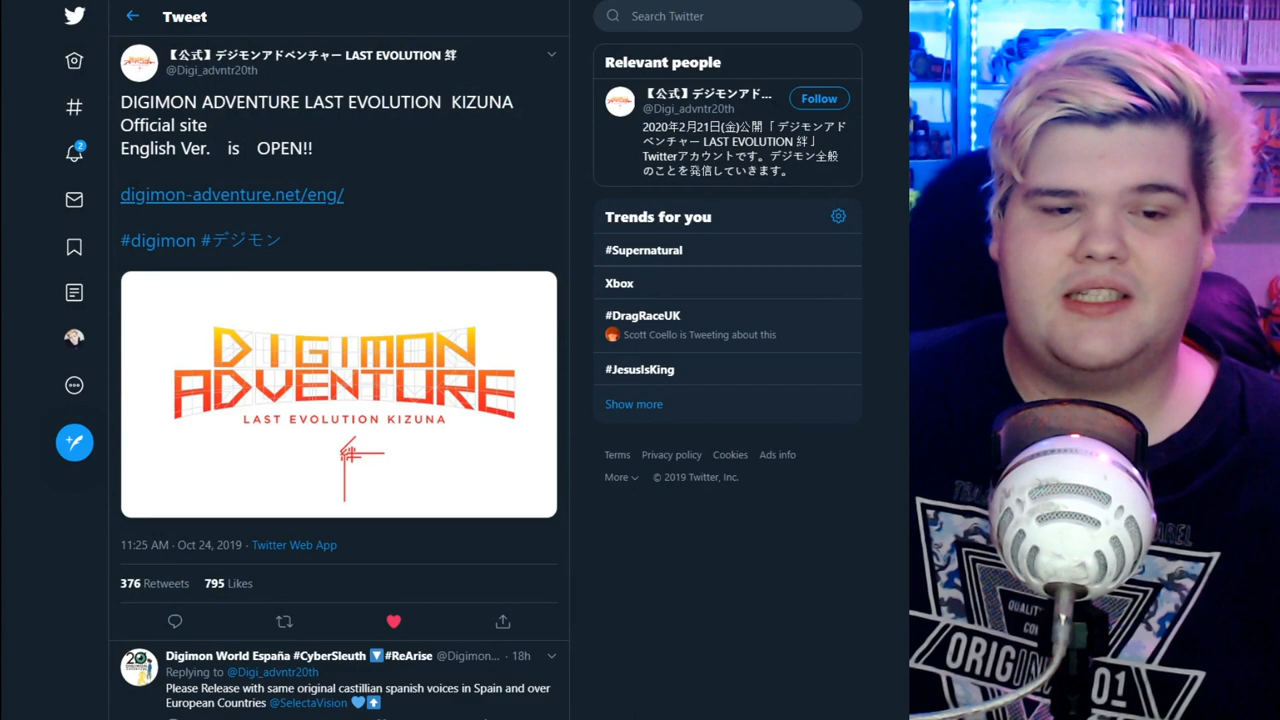 Tweet
【公式】デジモンアドベンチャー LAST EVOLUTION 絆
@Digi_advntr20th
DIGIMON ADVENTURE LAST EVOLUTION KIZUNA
Official site
English Ver. is OPEN!!
digimon-adventure.net/eng/
#digimon #デジモン
DIGIMON
ADVENTURE
LAST EVOLUTION KIZUNA
絆
11:25 AM · Oct 24, 2019 · Twitter Web App
376 Retweets 795 Likes
Digimon World España #CyberSleuth #ReArise @Digimon... · 18h
Replying to @Digi_advntr20th
Please Release with same original castillian spanish voices in Spain and over
European Countries @SelectaVision
2
20
Search Twitter
Relevant people
【公式】デジモンアド...
@Digi_advntr20th
Follow
2020年2月21日(金)公開「 デジモンアド
ベンチャー LAST EVOLUTION 絆 」
Twitterアカウントです。デジモン全般
のことを発信していきます。
Trends for you
#Supernatural
Xbox
#DragRaceUK
Scott Coello is Tweeting about this
#JesusIsKing
Show more
Terms Privacy policy Cookies Ads info
More © 2019 Twitter, Inc.
QUALITY
ORIGIN
01